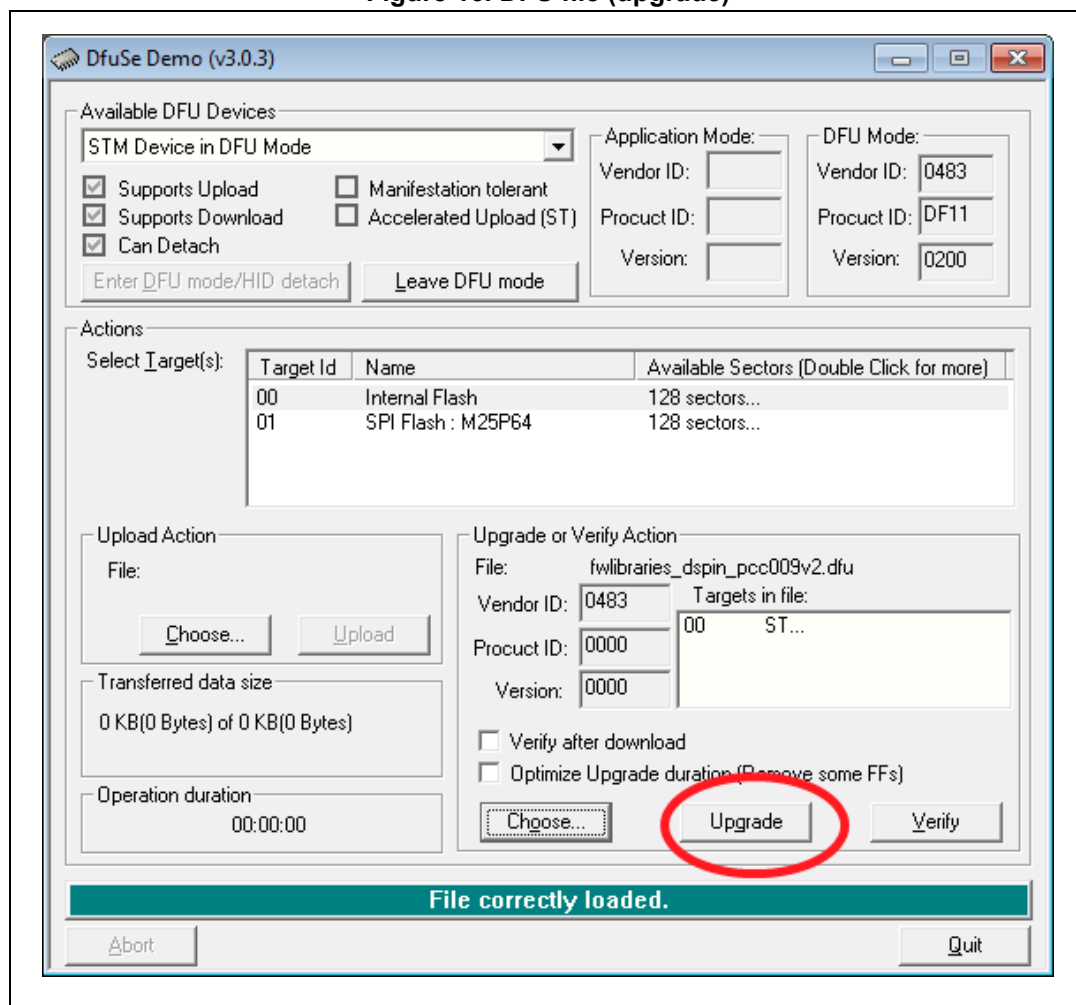 DfuSe Demo (v3.0.3)
Available DFU Devices
STM Device in DFU Mode
Supports Upload
Manifestation tolerant
Supports Download
Accelerated Upload (ST)
Can Detach
Enter DFU mode/HID detach
Leave DFU mode
Application Mode:
Vendor ID:
Procuct ID:
Version:
DFU Mode:
Vendor ID: 0483
Procuct ID: DF11
Version: 0200
Actions
Select Target(s):
Target Id Name Available Sectors (Double Click for more)
00 Internal Flash 128 sectors...
01 SPI Flash : M25P64 128 sectors...
Upload Action
File:
Choose...
Upload
Transferred data size
0 KB(0 Bytes) of 0 KB(0 Bytes)
Operation duration
00:00:00
Upgrade or Verify Action
File: fwlibraries_dspin_pcc009v2.dfu
Vendor ID: 0483
Procuct ID: 0000
Version: 0000
Targets in file:
00 ST...
Verify after download
Optimize Upgrade duration (Remove some FFs)
Choose...
Upgrade
Verify
File correctly loaded.
Abort
Quit